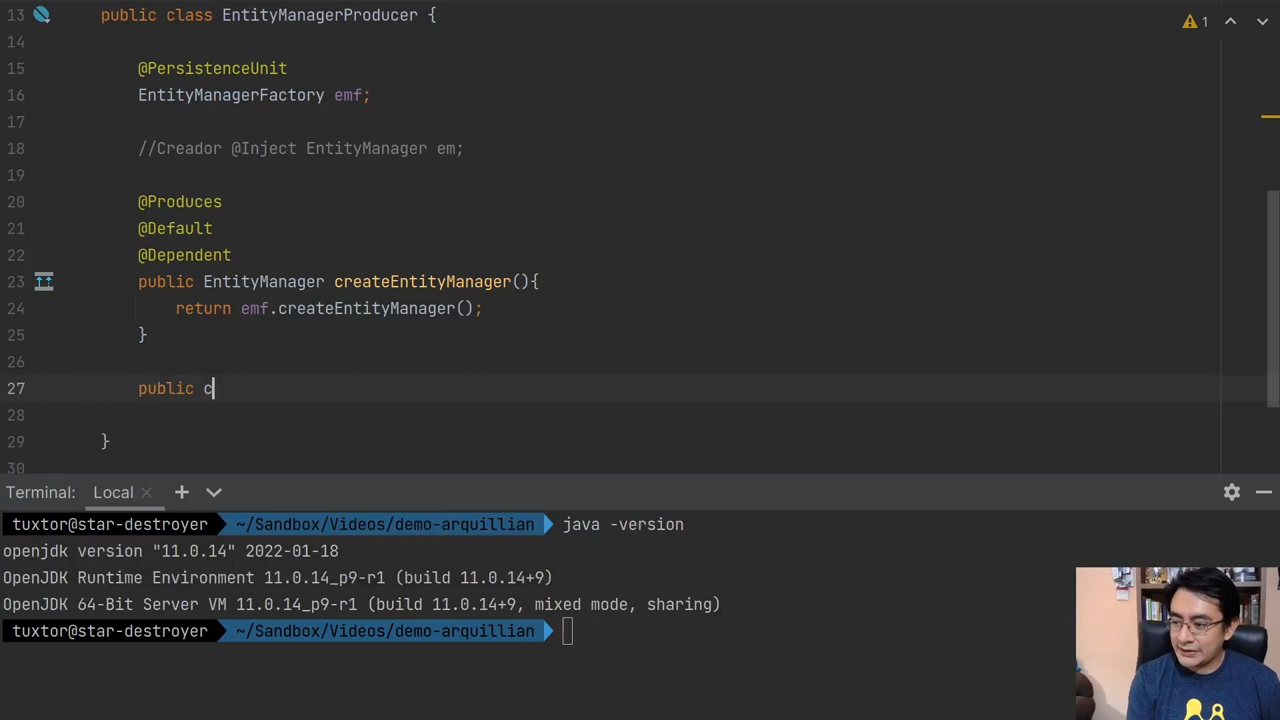 13 public class EntityManagerProducer {
1
14
15 @PersistenceUnit
16 EntityManagerFactory emf;
17
18 //Creador @Inject EntityManager em;
19
20 @Produces
21 @Default
22 @Dependent
23 public EntityManager createEntityManager(){
24 return emf.createEntityManager();
25 }
26
27 public c
28
29 }
30
Terminal: Local
tuxtor@star-destroyer ~/Sandbox/Videos/demo-arquillian java -version
openjdk version "11.0.14" 2022-01-18
OpenJDK Runtime Environment 11.0.14_p9-r1 (build 11.0.14+9)
OpenJDK 64-Bit Server VM 11.0.14_p9-r1 (build 11.0.14+9, mixed mode, sharing)
tuxtor@star-destroyer ~/Sandbox/Videos/demo-arquillian